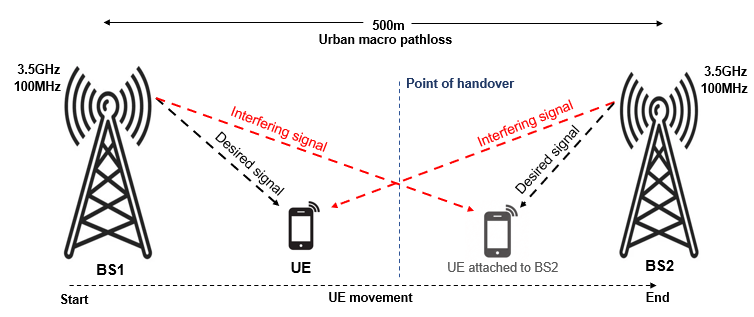 500m
Urban macro pathloss
3.5GHz
100MHz
3.5GHz
100MHz
Point of handover
Interfering signal
Interfering signal
Desired signal
Desired signal
BS1
UE
UE attached to BS2
BS2
Start
UE movement
End